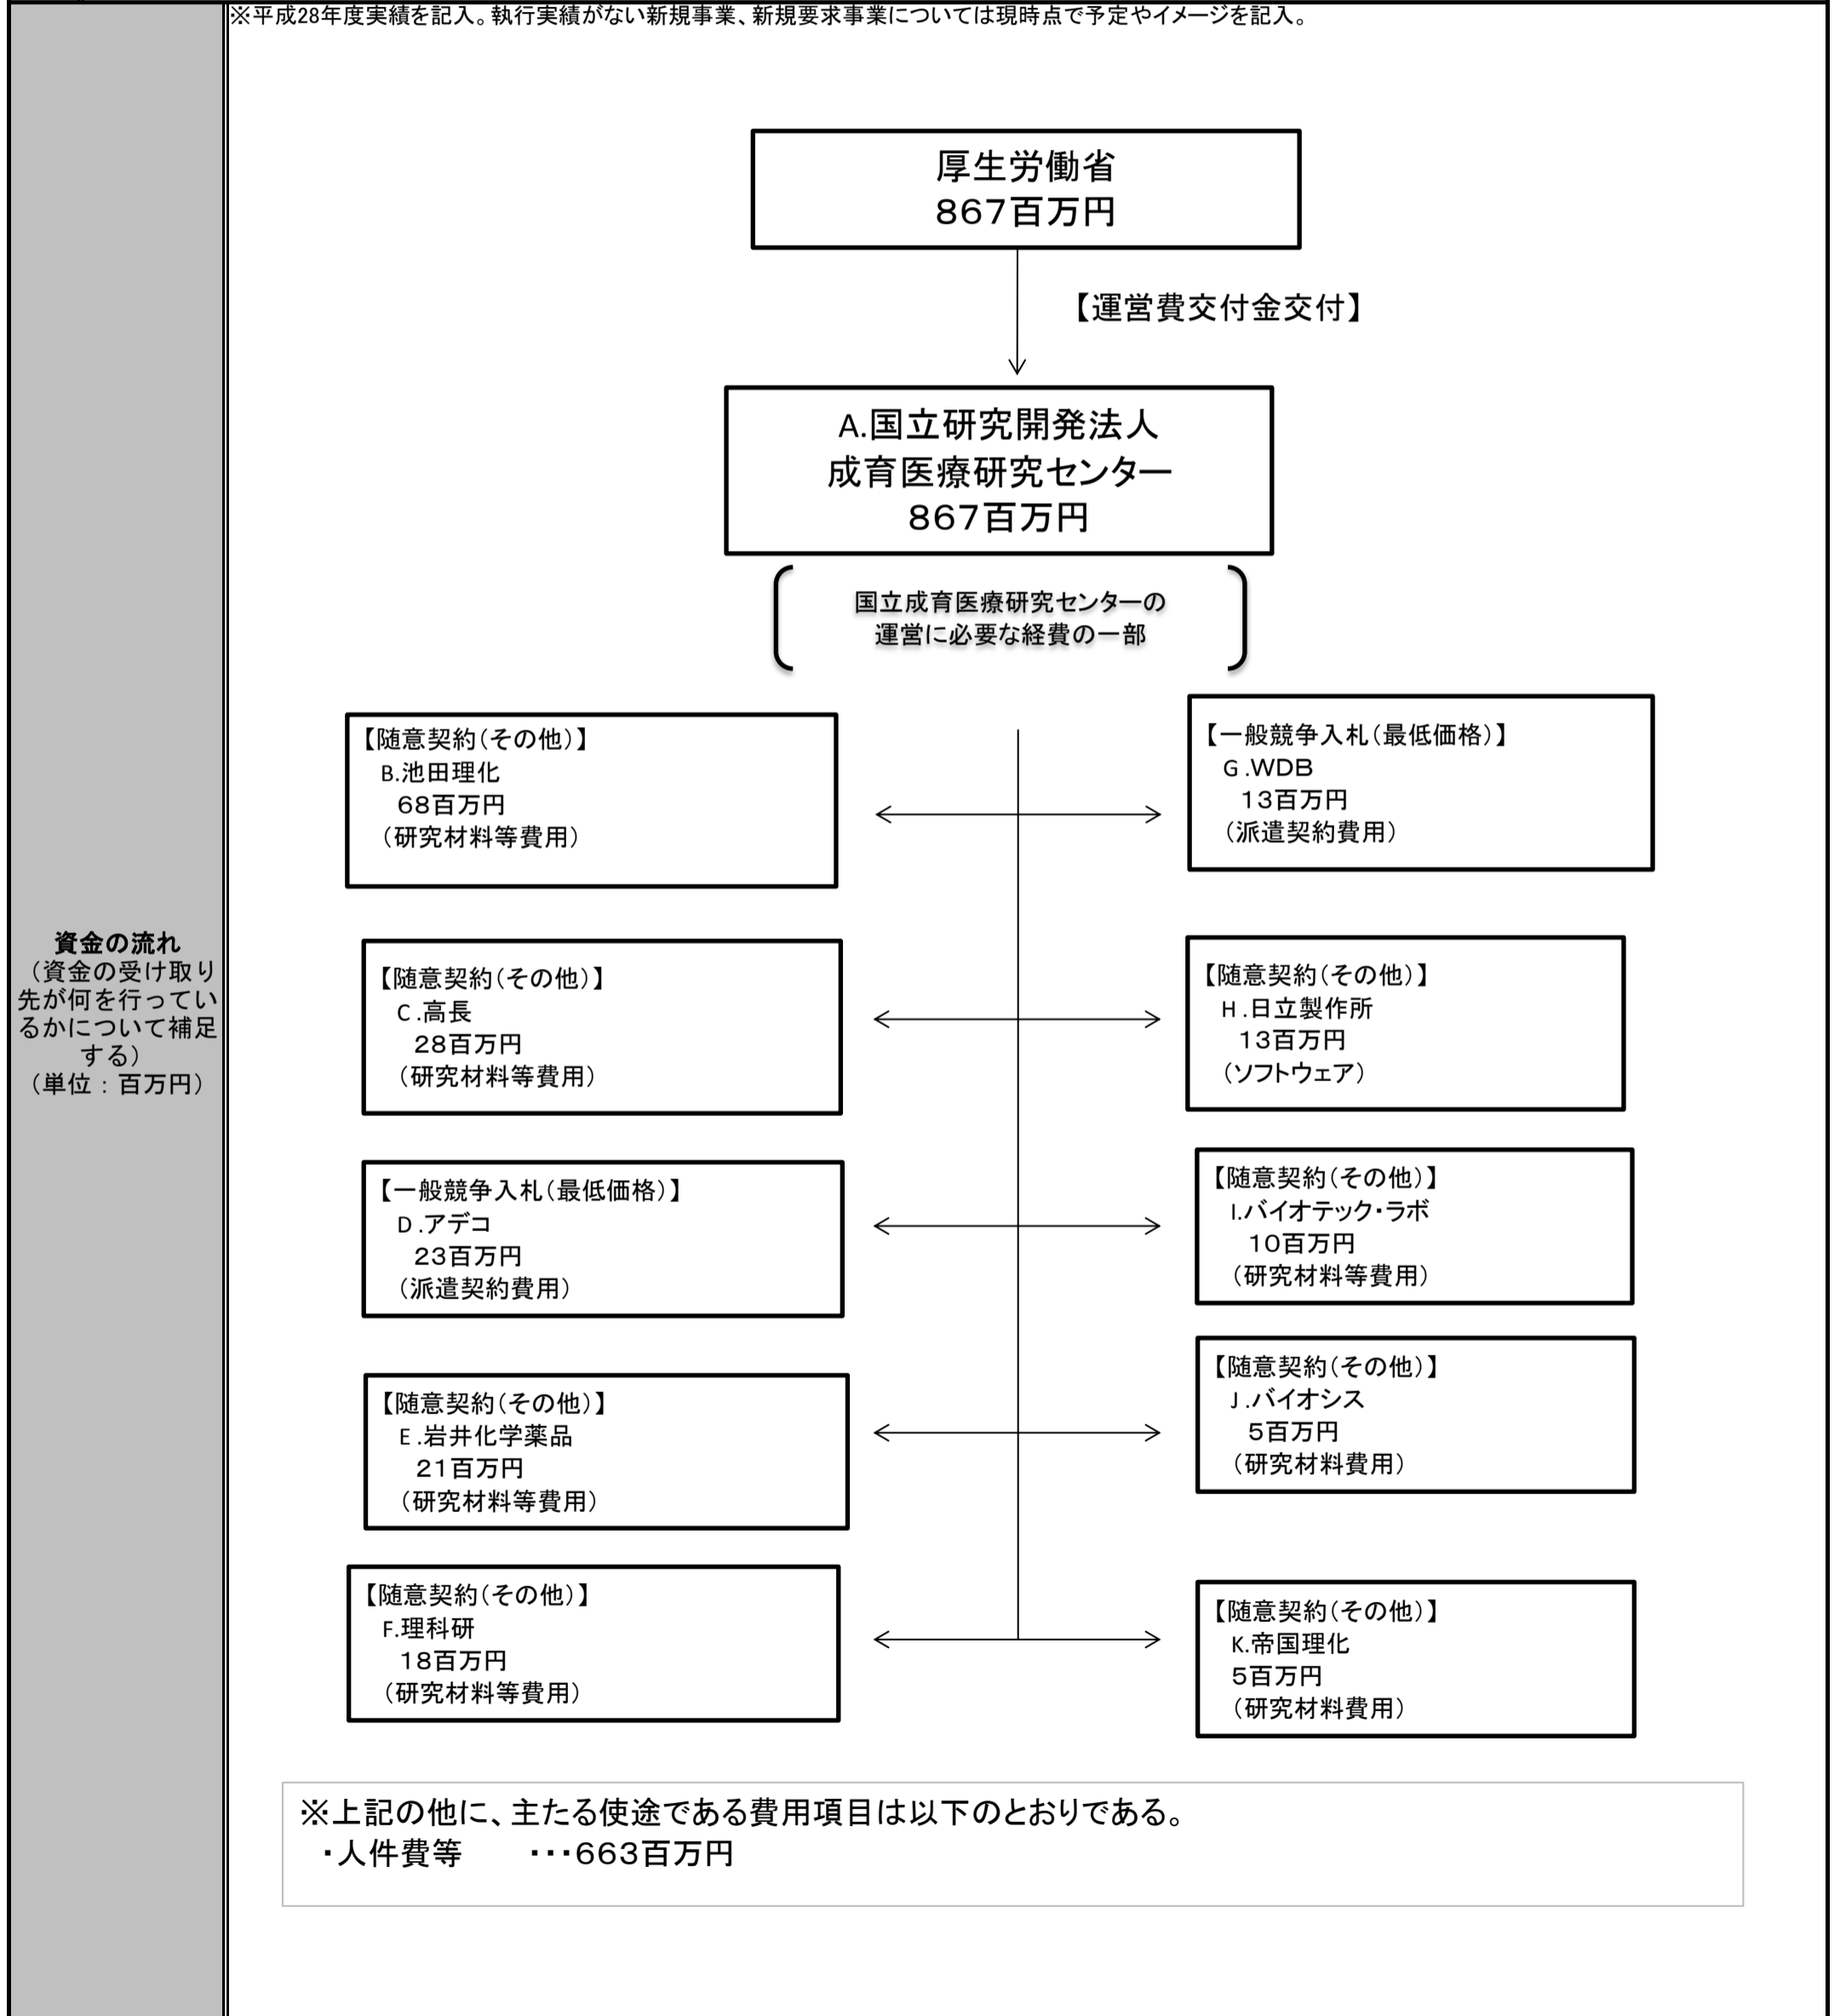 ※平成28年度実績を記入。執行実績がない新規事業、新規要求事業については現時点で予定やイメージを記入。
資金の流れ
（資金の受け取り
先が何を行ってい
るかについて補足
する）
（単位：百万円）
厚生労働省
８６７百万円
【運営費交付金交付】
A.国立研究開発法人
成育医療研究センター
８６７百万円
国立成育医療研究センターの
運営に必要な経費の一部
【随意契約（その他）】
B.池田理化
６８百万円
（研究材料等費用）
【随意契約（その他）】
C.高長
２８百万円
（研究材料等費用）
【一般競争入札（最低価格）】
D.アデコ
２３百万円
（派遣契約費用）
【随意契約（その他）】
E.岩井化学薬品
２１百万円
（研究材料等費用）
【随意契約（その他）】
F.理科研
１８百万円
（研究材料等費用）
【一般競争入札（最低価格）】
G.WDB
１３百万円
（派遣契約費用）
【随意契約（その他）】
H.日立製作所
１３百万円
（ソフトウェア）
【随意契約（その他）】
I.バイオテック・ラボ
１０百万円
（研究材料等費用）
【随意契約（その他）】
J.バイオシス
５百万円
（研究材料費用）
【随意契約（その他）】
K.帝国理化
５百万円
（研究材料費用）
※上記の他に、主たる使途である費用項目は以下のとおりである。
・人件費等　　・・・６６３百万円